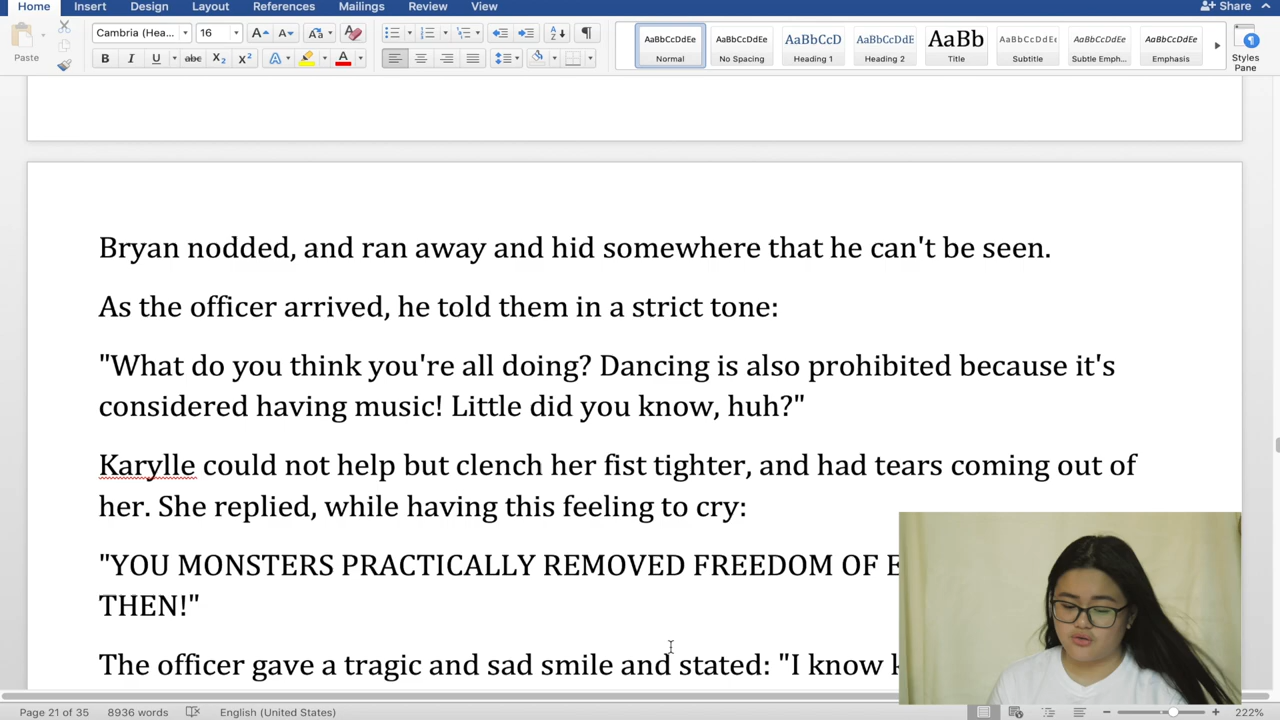 Home Insert Design Layout References Mailings Review View Share
Paste Cambria (Hea... 16 AaBbCcDdEe AaBbCcDdEe AaBbCcD AaBbCcDdE AaBb AaBbCcDdEe AaBbCcDdEe AaBbCcDdEe
B I U abc X₂ X² A A Normal No Spacing Heading 1 Heading 2 Title Subtitle Subtle Emph... Emphasis Styles Pane
Bryan nodded, and ran away and hid somewhere that he can't be seen.
As the officer arrived, he told them in a strict tone:
"What do you think you're all doing? Dancing is also prohibited because it's
considered having music! Little did you know, huh?"
Karylle could not help but clench her fist tighter, and had tears coming out of
her. She replied, while having this feeling to cry:
"YOU MONSTERS PRACTICALLY REMOVED FREEDOM OF
THEN!"
The officer gave a tragic and sad smile and stated: "I know
Page 21 of 35 8936 words English (United States) 222%